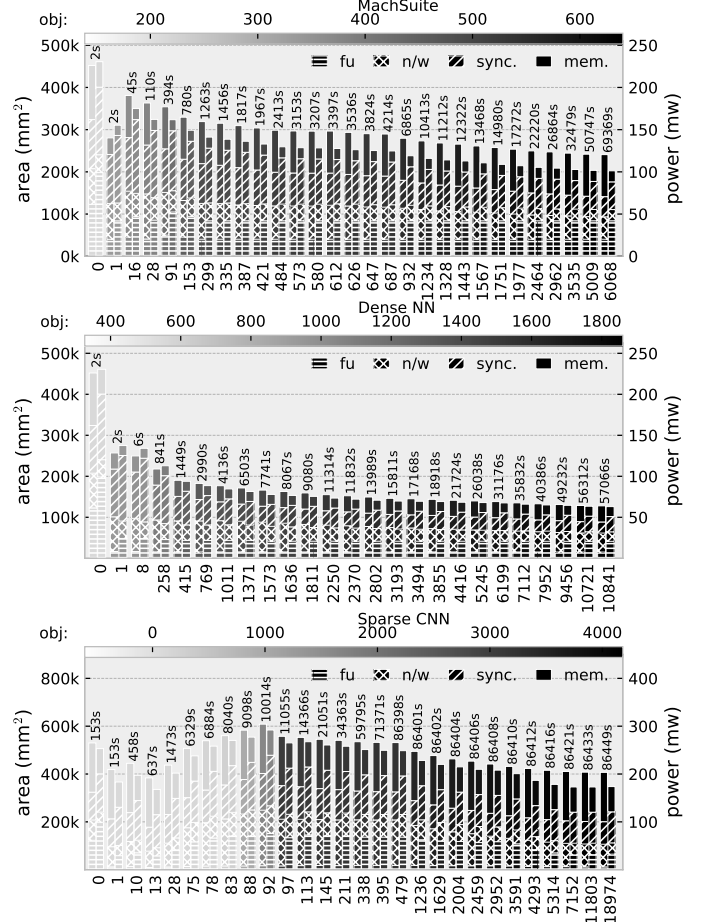 MachSuite
obj: 200 300 400 500 600
500k 400k 300k 200k 100k 0k
area (mm²)
250 200 150 100 50 0
power (mw)
fu n/w sync. mem.
2s 2s 45s 110s 394s 780s 1263s 1456s 1817s 1967s 2413s 3153s 3207s 3397s 3536s 3824s 4214s 6865s 10413s 11212s 12322s 13468s 14980s 17272s 22220s 26864s 32479s 50747s 69369s
0 1 16 28 91 153 299 335 387 421 484 573 580 612 626 647 687 932 1234 1328 1443 1567 1751 1977 2464 2962 3535 5009 6068
Dense NN
obj: 400 600 800 1000 1200 1400 1600 1800
500k 400k 300k 200k 100k
area (mm²)
250 200 150 100 50
power (mw)
fu n/w sync. mem.
2s 2s 6s 841s 1449s 2990s 4136s 6503s 7741s 8067s 9080s 11314s 11832s 13989s 15811s 17168s 18918s 21724s 26038s 31176s 35832s 40386s 49232s 56312s 57066s
0 1 8 258 415 769 1011 1371 1573 1636 1811 2250 2370 2802 3193 3494 3855 4416 5245 6199 7112 7952 9456 10721 10841
Sparse CNN
obj: 0 1000 2000 3000 4000
800k 600k 400k 200k
area (mm²)
400 300 200 100
power (mw)
fu n/w sync. mem.
153s 153s 458s 637s 1473s 6329s 6884s 8040s 9098s 10014s 11055s 14366s 21051s 34363s 59795s 71371s 86398s 86401s 86402s 86404s 86406s 86408s 86410s 86412s 86416s 86421s 86433s 86449s
0 1 10 13 28 75 78 83 88 92 97 113 145 211 338 395 479 1236 1629 2004 2459 2952 3591 4293 5314 7152 11803 18974